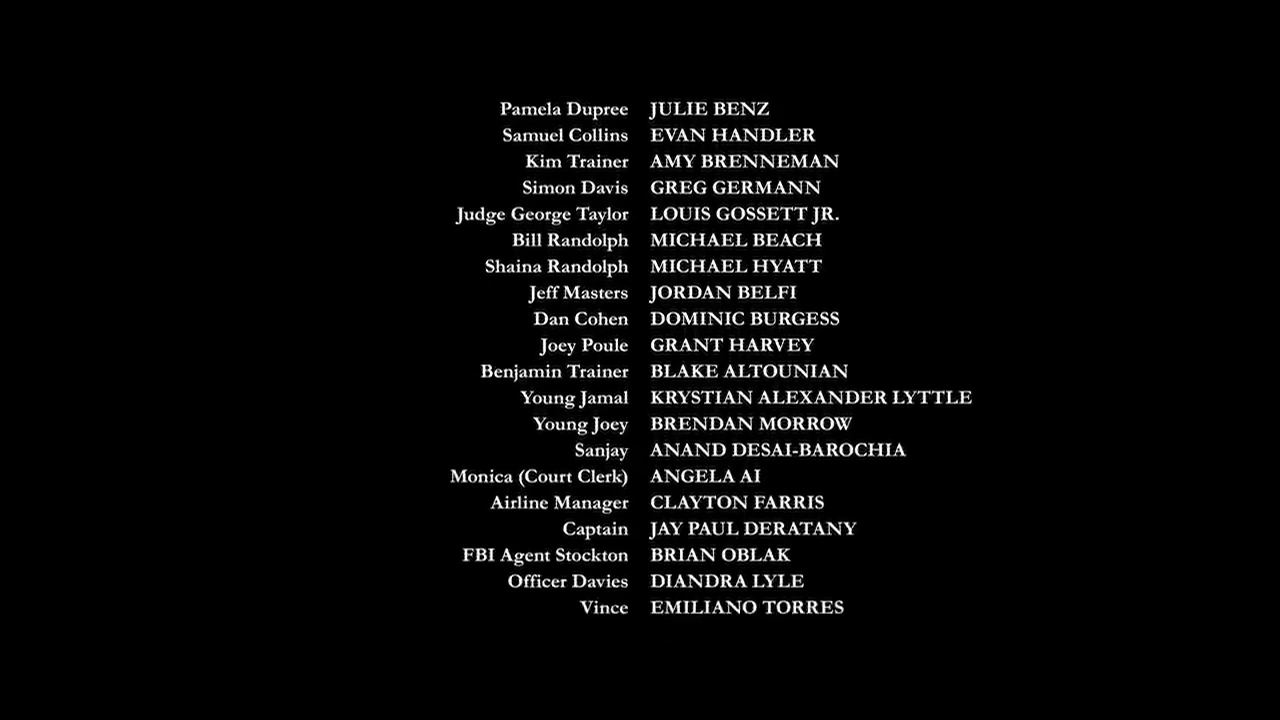 Pamela Dupree JULIE BENZ
Samuel Collins EVAN HANDLER
Kim Trainer AMY BRENNEMAN
Simon Davis GREG GERMANN
Judge George Taylor LOUIS GOSSETT JR.
Bill Randolph MICHAEL BEACH
Shaina Randolph MICHAEL HYATT
Jeff Masters JORDAN BELFI
Dan Cohen DOMINIC BURGESS
Joey Poule GRANT HARVEY
Benjamin Trainer BLAKE ALTOUNIAN
Young Jamal KRYSTIAN ALEXANDER LYTTLE
Young Joey BRENDAN MORROW
Sanjay ANAND DESAI-BAROCHIA
Monica (Court Clerk) ANGELA AI
Airline Manager CLAYTON FARRIS
Captain JAY PAUL DERATANY
FBI Agent Stockton BRIAN OBLAK
Officer Davies DIANDRA LYLE
Vince EMILIANO TORRES